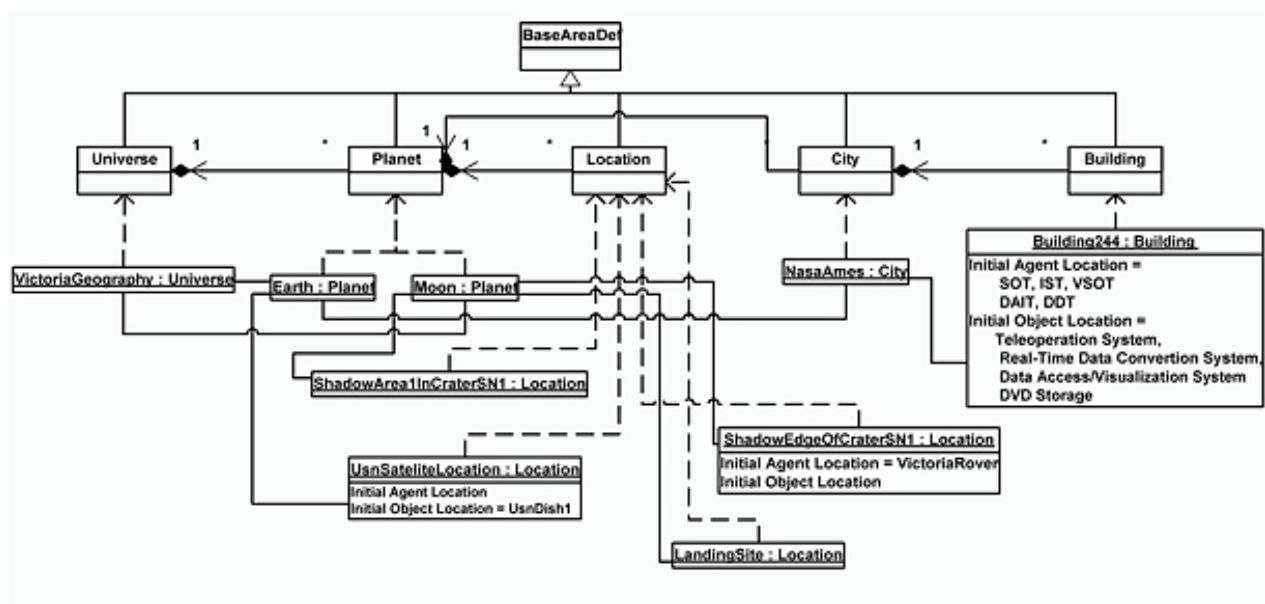 BaseAreaDef
1 * 1 1 * * 1 *
Universe Planet Location City Building
VictoriaGeography : Universe
Earth : Planet
Moon : Planet
NasaAmes : City
Building244 : Building
Initial Agent Location =
SOT, IST, VSOT
DAIT, DDT
Initial Object Location =
Teleoperation System,
Real-Time Data Convertion System,
Data Access/Visualization System
DVD Storage
ShadowArea1InCraterSN1 : Location
ShadowEdgeOfCraterSN1 : Location
Initial Agent Location = VictoriaRover
Initial Object Location
UsnSateliteLocation : Location
Initial Agent Location
Initial Object Location = UsnDish1
LandingSite : Location